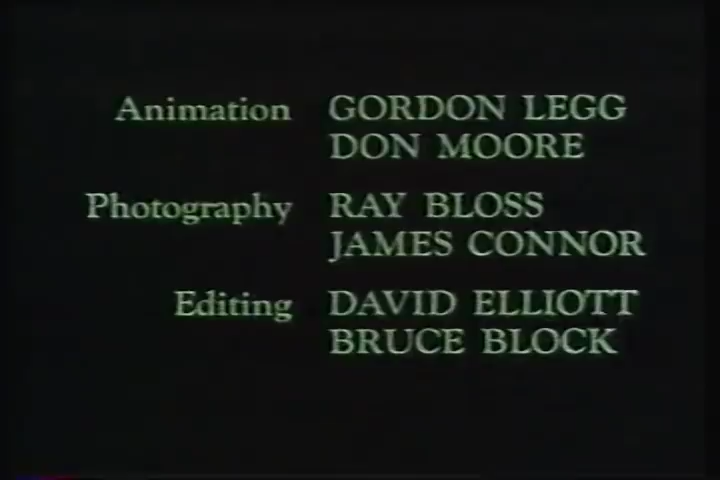 Animation GORDON LEGG
DON MOORE
Photography RAY BLOSS
JAMES CONNOR
Editing DAVID ELLIOTT
BRUCE BLOCK